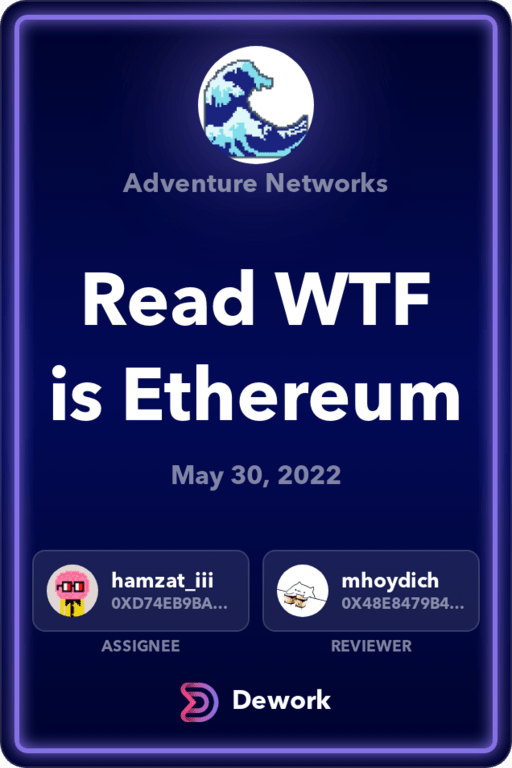 Adventure Networks
Read WTF
is Ethereum
May 30, 2022
hamzat_iii
0XD74EB9BA...
ASSIGNEE
mhoydich
0X48E8479B4...
REVIEWER
Dework